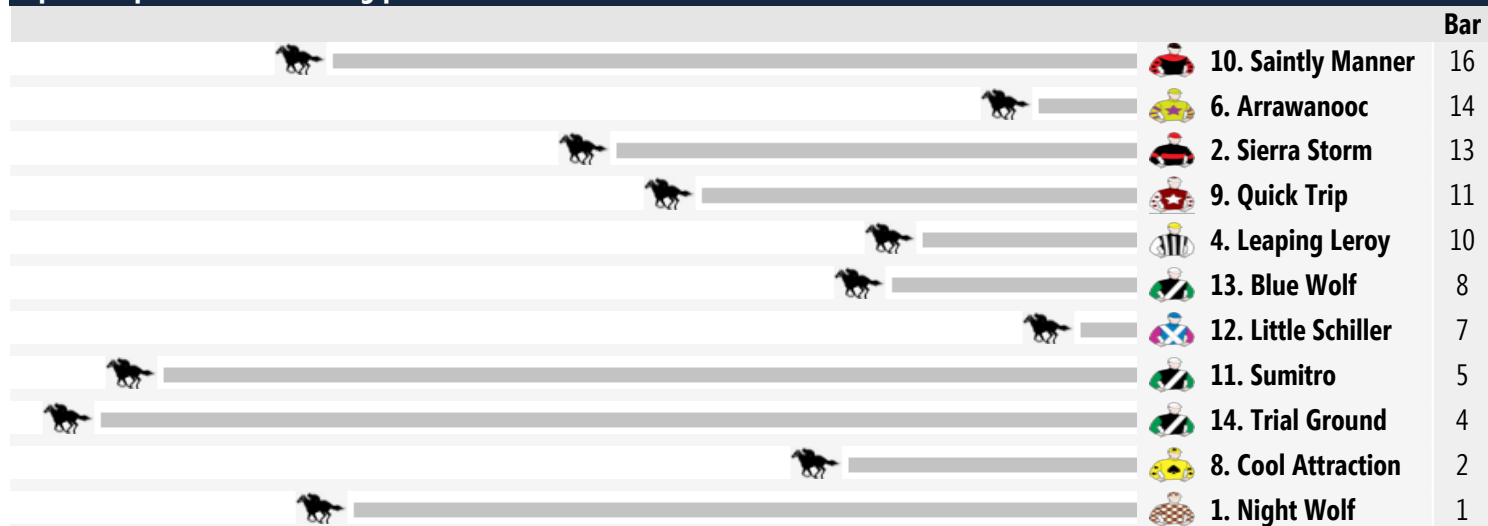 Bar
10. Saintly Manner 16
6. Arrawanooc 14
2. Sierra Storm 13
9. Quick Trip 11
4. Leaping Leroy 10
13. Blue Wolf 8
12. Little Schiller 7
11. Sumitro 5
14. Trial Ground 4
8. Cool Attraction 2
1. Night Wolf 1